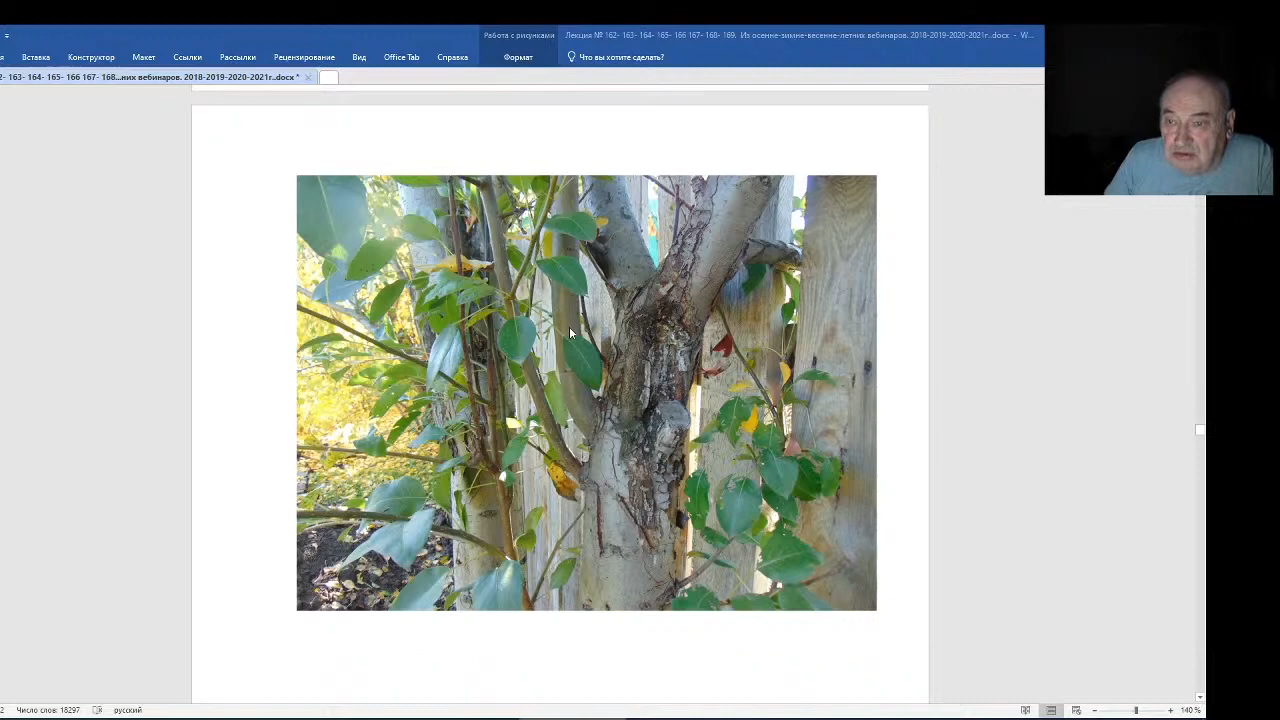 Работа с рисунками
Лекция № 162- 163- 164- 165- 166 167- 168- 169. Из осенне-зимне-весенне-летних вебинаров. 2018-2019-2020-2021г..docx - W...
Вставка Конструктор Макет Ссылки Рассылки Рецензирование Вид Office Tab Справка Формат Что вы хотите сделать?
2- 163- 164- 165- 166 167- 168...них вебинаров. 2018-2019-2020-2021г..docx *
2 Число слов: 18297 русский 140 %